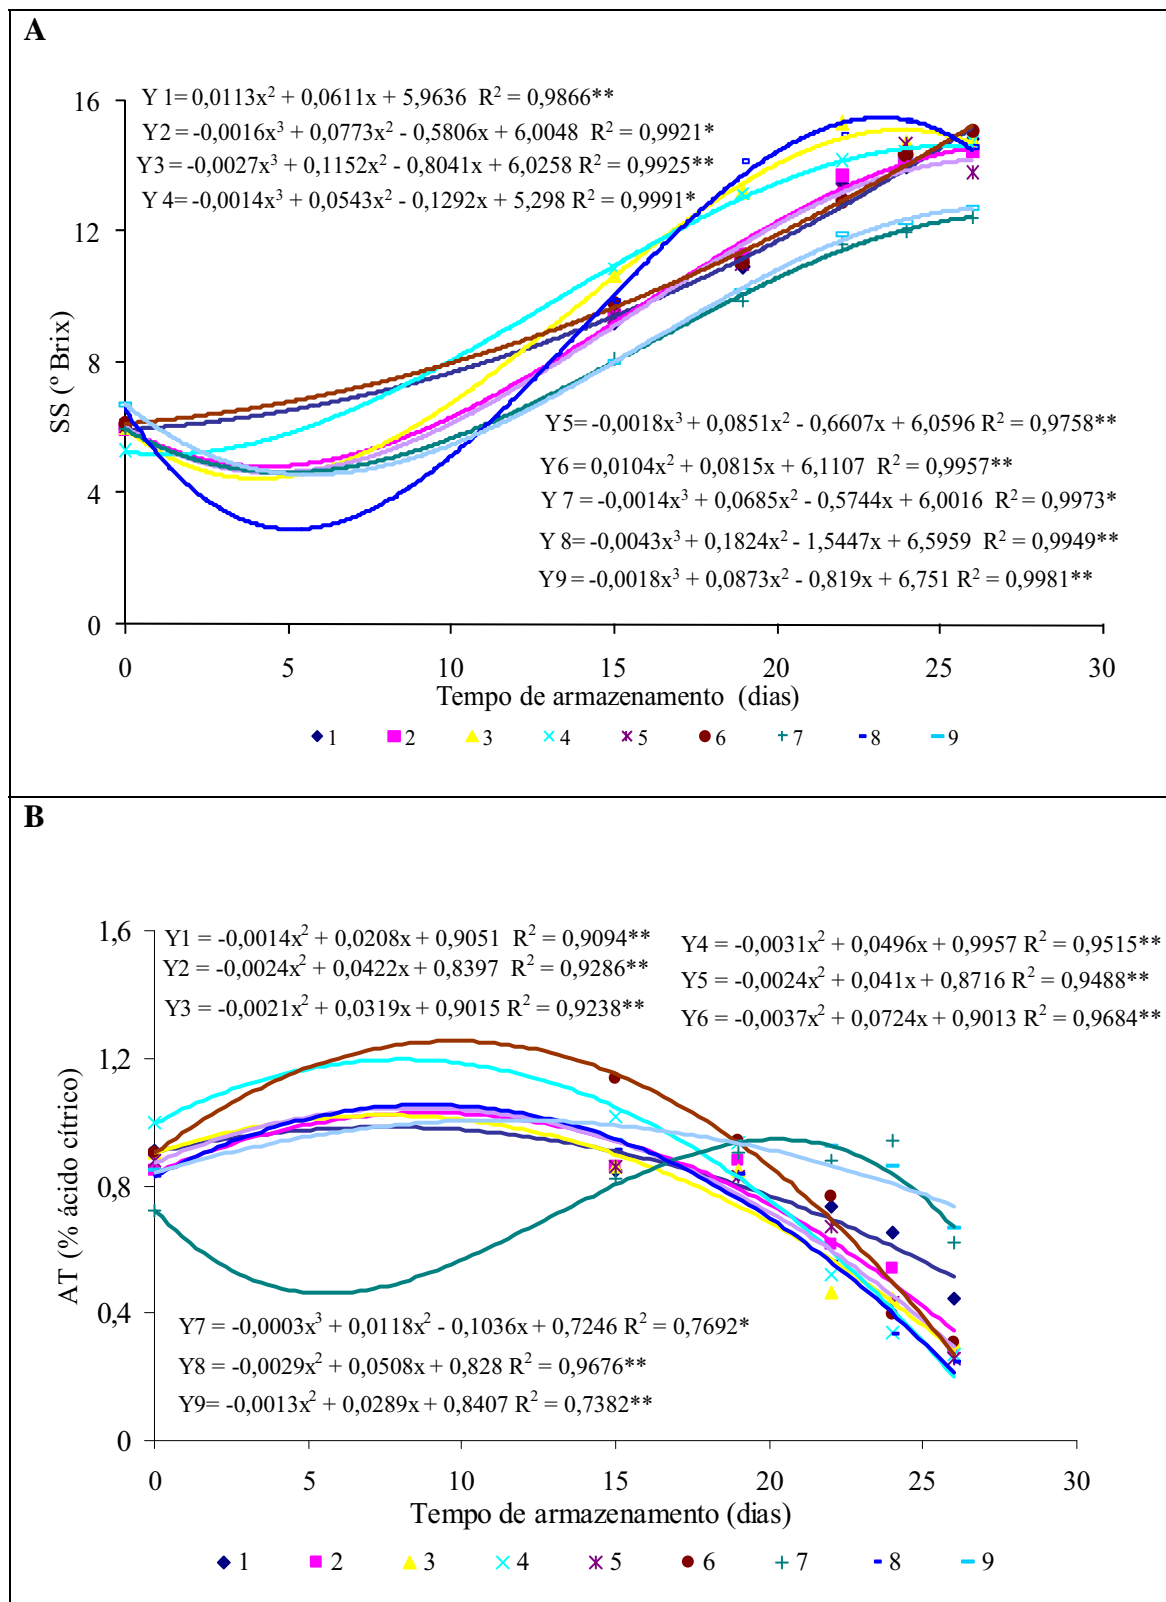 A
Y 1= 0,0113x² + 0,0611x + 5,9636 R² = 0,9866**
Y2= -0,0016x³ + 0,0773x² - 0,5806x + 6,0048 R² = 0,9921*
Y3= -0,0027x³ + 0,1152x² - 0,8041x + 6,0258 R² = 0,9925**
Y 4= -0,0014x³ + 0,0543x² - 0,1292x + 5,298 R² = 0,9991*
Y5= -0,0018x³ + 0,0851x² - 0,6607x + 6,0596 R² = 0,9758**
Y6= 0,0104x² + 0,0815x + 6,1107 R² = 0,9957**
Y 7 = -0,0014x³ + 0,0685x² - 0,5744x + 6,0016 R² = 0,9973*
Y 8= -0,0043x³ + 0,1824x² - 1,5447x + 6,5959 R² = 0,9949**
Y9= -0,0018x³ + 0,0873x² - 0,819x + 6,751 R² = 0,9981**
SS (º Brix)
16
12
8
4
0
0 5 10 15 20 25 30
Tempo de armazenamento (dias)
1 2 3 4 5 6 7 8 9
B
Y1 = -0,0014x² + 0,0208x + 0,9051 R² = 0,9094**
Y2 = -0,0024x² + 0,0422x + 0,8397 R² = 0,9286**
Y3 = -0,0021x² + 0,0319x + 0,9015 R² = 0,9238**
Y4 = -0,0031x² + 0,0496x + 0,9957 R² = 0,9515**
Y5 = -0,0024x² + 0,041x + 0,8716 R² = 0,9488**
Y6 = -0,0037x² + 0,0724x + 0,9013 R² = 0,9684**
Y7 = -0,0003x³ + 0,0118x² - 0,1036x + 0,7246 R² = 0,7692*
Y8 = -0,0029x² + 0,0508x + 0,828 R² = 0,9676**
Y9= -0,0013x² + 0,0289x + 0,8407 R² = 0,7382**
AT (% ácido cítrico)
1,6
1,2
0,8
0,4
0
0 5 10 15 20 25 30
Tempo de armazenamento (dias)
1 2 3 4 5 6 7 8 9